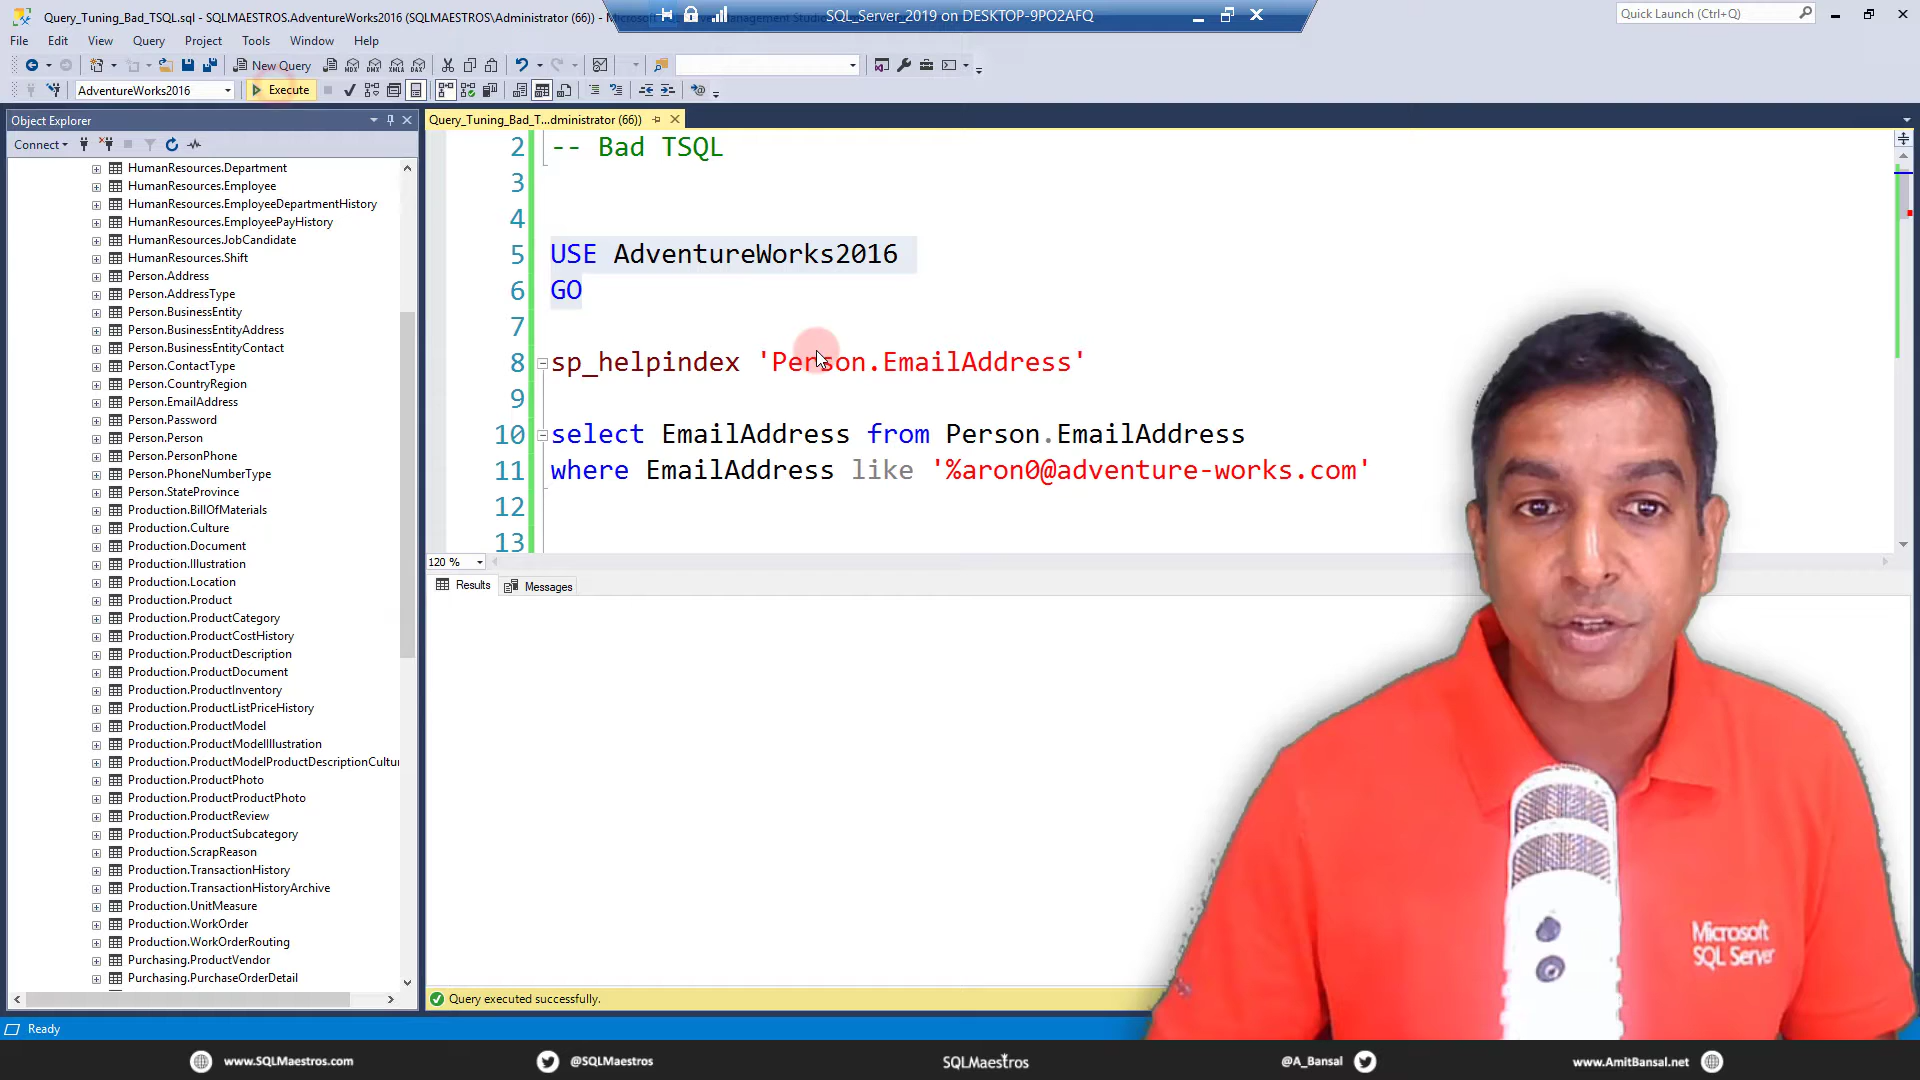 Query_Tuning_Bad_TSQL.sql - SQLMAESTROS.AdventureWorks2016 (SQLMAESTROS\Administrator (66))
SQL_Server_2019 on DESKTOP-9PO2AFQ
Quick Launch (Ctrl+Q)
File Edit View Query Project Tools Window Help
New Query
AdventureWorks2016
Execute
Object Explorer
Connect
HumanResources.Department
HumanResources.Employee
HumanResources.EmployeeDepartmentHistory
HumanResources.EmployeePayHistory
HumanResources.JobCandidate
HumanResources.Shift
Person.Address
Person.AddressType
Person.BusinessEntity
Person.BusinessEntityAddress
Person.BusinessEntityContact
Person.ContactType
Person.CountryRegion
Person.EmailAddress
Person.Password
Person.Person
Person.PersonPhone
Person.PhoneNumberType
Person.StateProvince
Production.BillOfMaterials
Production.Culture
Production.Document
Production.Illustration
Production.Location
Production.Product
Production.ProductCategory
Production.ProductCostHistory
Production.ProductDescription
Production.ProductDocument
Production.ProductInventory
Production.ProductListPriceHistory
Production.ProductModel
Production.ProductModelIllustration
Production.ProductModelProductDescriptionCultu
Production.ProductPhoto
Production.ProductProductPhoto
Production.ProductReview
Production.ProductSubcategory
Production.ScrapReason
Production.TransactionHistory
Production.TransactionHistoryArchive
Production.UnitMeasure
Production.WorkOrder
Production.WorkOrderRouting
Purchasing.ProductVendor
Purchasing.PurchaseOrderDetail
Query_Tuning_Bad_T...dministrator (66))
2 -- Bad TSQL
3
4
5 USE AdventureWorks2016
6 GO
7
8 sp_helpindex 'Person.EmailAddress'
9
10 select EmailAddress from Person.EmailAddress
11 where EmailAddress like '%aron0@adventure-works.com'
12
13
120 %
Results Messages
Query executed successfully.
Ready
Microsoft
SQL Server
www.SQLMaestros.com @SQLMaestros SQLMaestros @A_Bansal www.AmitBansal.net